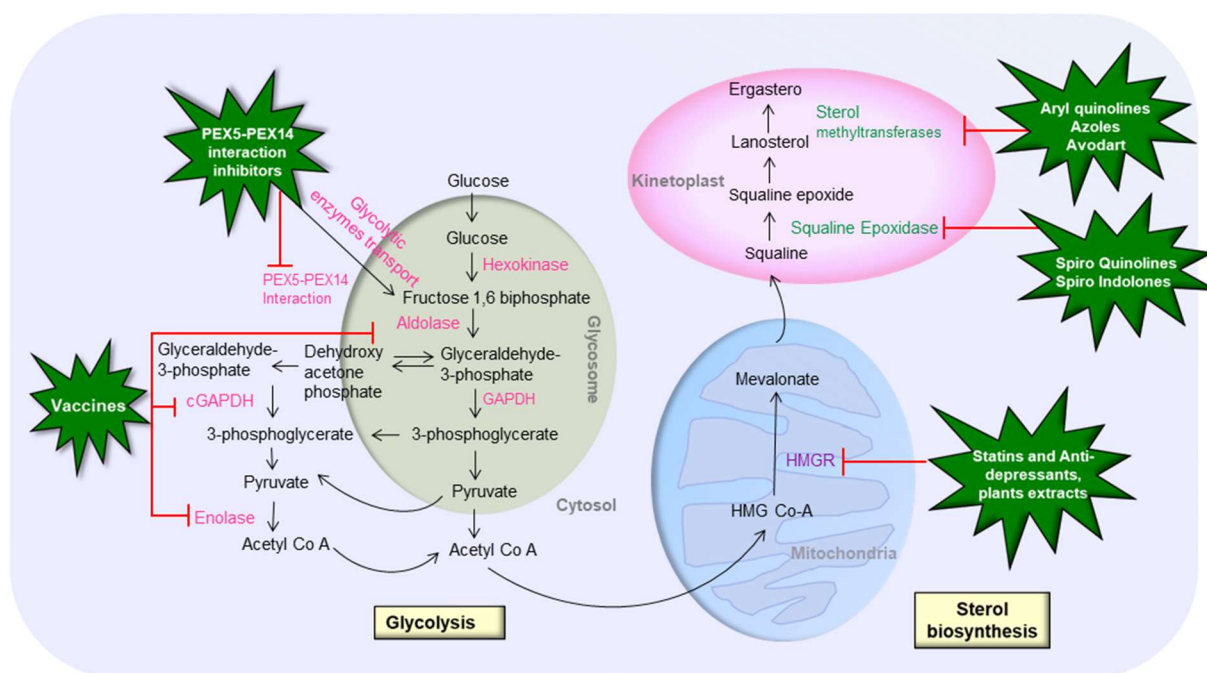 PEX5-PEX14
interaction
inhibitors
Glycolytic
enzymes transport
PEX5-PEX14
Interaction
Glucose
Glucose
Hexokinase
Fructose 1,6 biphosphate
Aldolase
Glyceraldehyde-
3-phosphate
Dehydroxy
acetone
phosphate
Glyceraldehyde-
3-phosphate
Glycosome
Vaccines
cGAPDH
GAPDH
3-phosphoglycerate
3-phosphoglycerate
Pyruvate
Pyruvate
Cytosol
Enolase
Acetyl Co A
Acetyl Co A
Glycolysis
Ergastero
Sterol
methyltransferases
Lanosterol
Kinetoplast
Squaline epoxide
Squaline Epoxidase
Squaline
Aryl quinolines
Azoles
Avodart
Spiro Quinolines
Spiro Indolones
Mevalonate
HMGR
HMG Co-A
Mitochondria
Statins and Anti-
depressants,
plants extracts
Sterol
biosynthesis